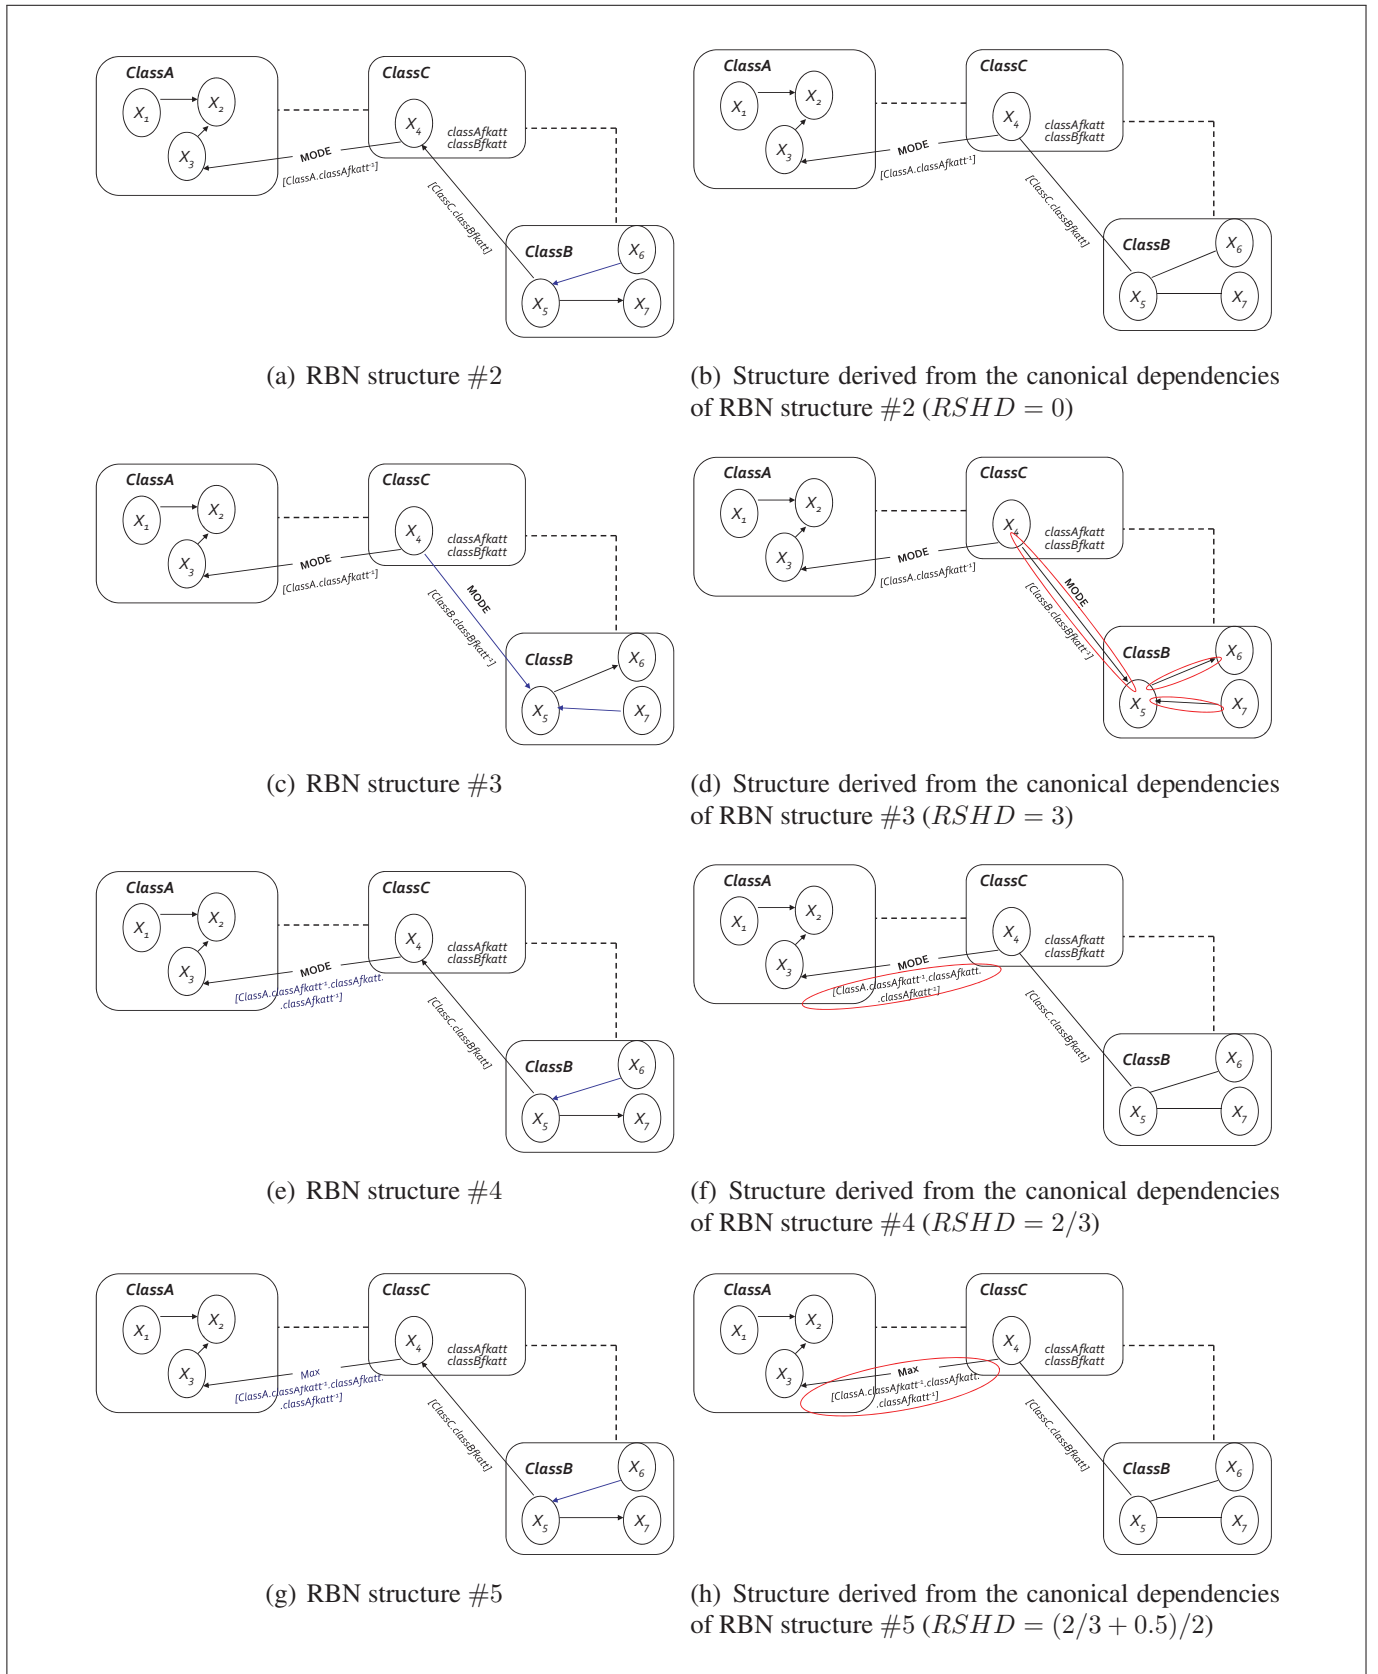 ClassA
X1
X2
X3
ClassC
X4
classAfkatt
classBfkatt
MODE
[ClassA.classAfkatt-1]
[ClassC.classBfkatt]
ClassB
X6
X5
X7
(a) RBN structure #2
ClassA
X1
X2
X3
ClassC
X4
classAfkatt
classBfkatt
MODE
[ClassA.classAfkatt-1]
[ClassC.classBfkatt]
ClassB
X6
X5
X7
(b) Structure derived from the canonical dependencies
of RBN structure #2 (RSHD = 0)
ClassA
X1
X2
X3
ClassC
X4
classAfkatt
classBfkatt
MODE
[ClassA.classAfkatt-1]
MODE
[ClassB.classBfkatt-1]
ClassB
X6
X5
X7
(c) RBN structure #3
ClassA
X1
X2
X3
ClassC
X4
classAfkatt
classBfkatt
MODE
[ClassA.classAfkatt-1]
MODE
[ClassB.classBfkatt-1]
ClassB
X6
X5
X7
(d) Structure derived from the canonical dependencies
of RBN structure #3 (RSHD = 3)
ClassA
X1
X2
X3
ClassC
X4
classAfkatt
classBfkatt
MODE
[ClassA.classAfkatt-1.classAfkatt.
.classAfkatt-1]
[ClassC.classBfkatt]
ClassB
X6
X5
X7
(e) RBN structure #4
ClassA
X1
X2
X3
ClassC
X4
classAfkatt
classBfkatt
MODE
[ClassA.classAfkatt-1.classAfkatt.
.classAfkatt-1]
[ClassC.classBfkatt]
ClassB
X6
X5
X7
(f) Structure derived from the canonical dependencies
of RBN structure #4 (RSHD = 2/3)
ClassA
X1
X2
X3
ClassC
X4
classAfkatt
classBfkatt
Max
[ClassA.classAfkatt-1.classAfkatt.
.classAfkatt-1]
[ClassC.classBfkatt]
ClassB
X6
X5
X7
(g) RBN structure #5
ClassA
X1
X2
X3
ClassC
X4
classAfkatt
classBfkatt
Max
[ClassA.classAfkatt-1.classAfkatt.
.classAfkatt-1]
[ClassC.classBfkatt]
ClassB
X6
X5
X7
(h) Structure derived from the canonical dependencies
of RBN structure #5 (RSHD = (2/3 + 0.5)/2)